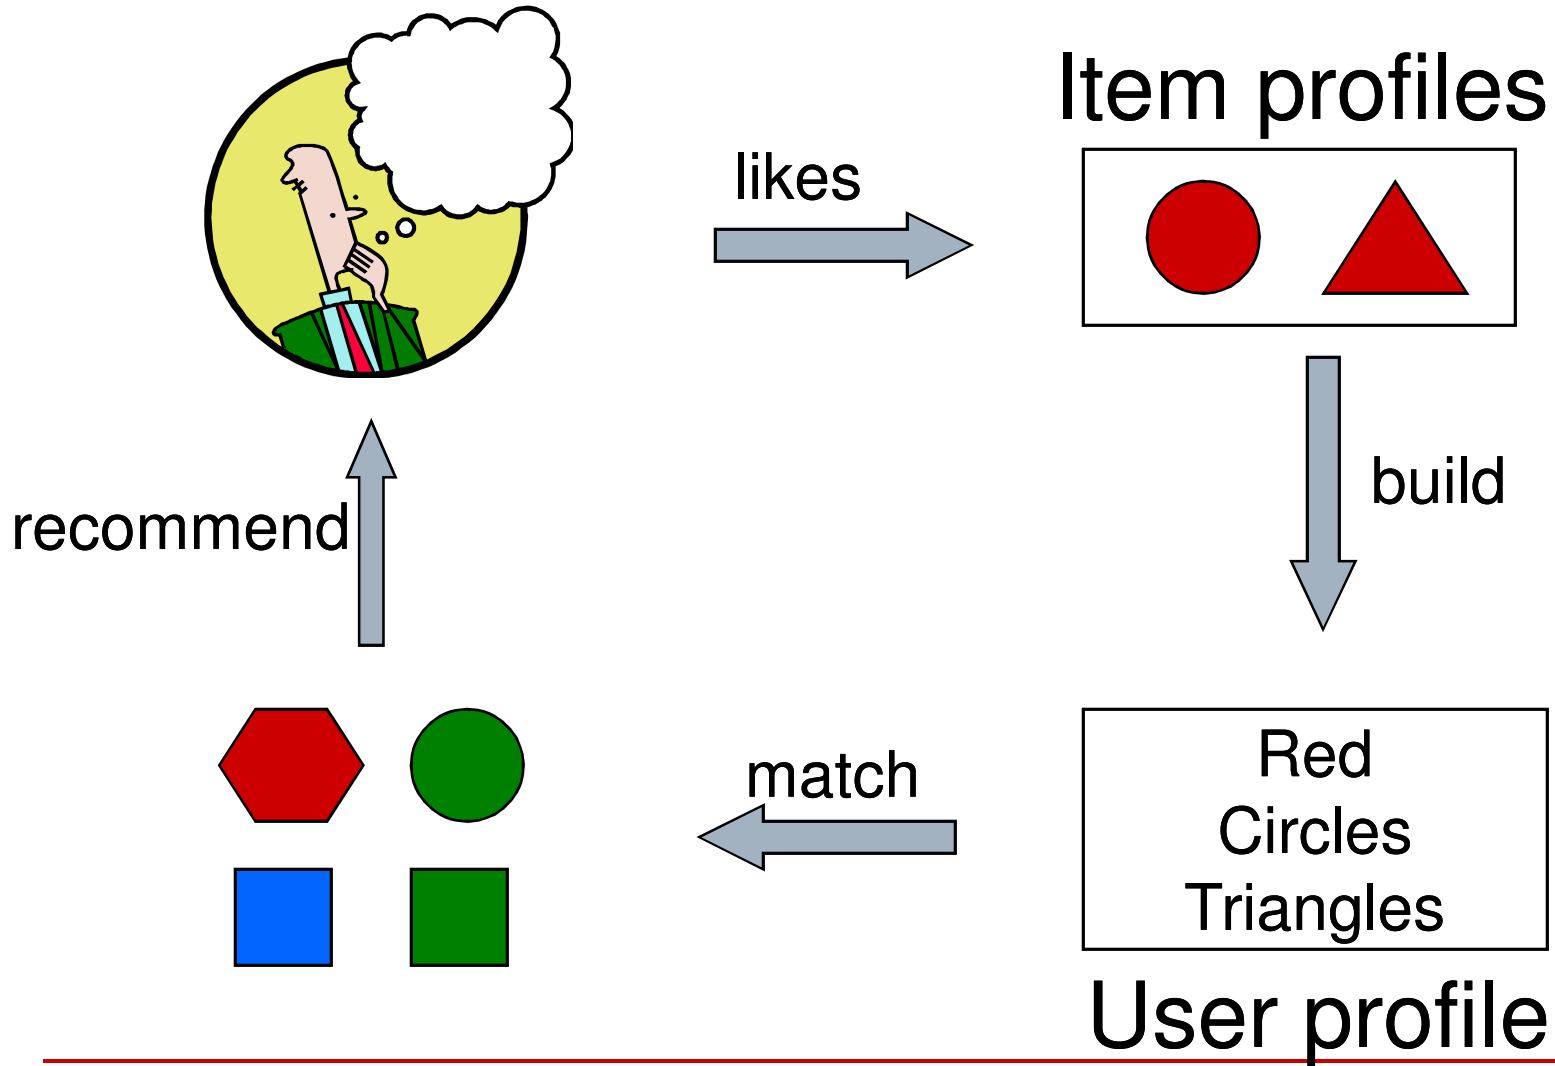 Item profiles
likes
build
recommend
match
Red
Circles
Triangles
User profile